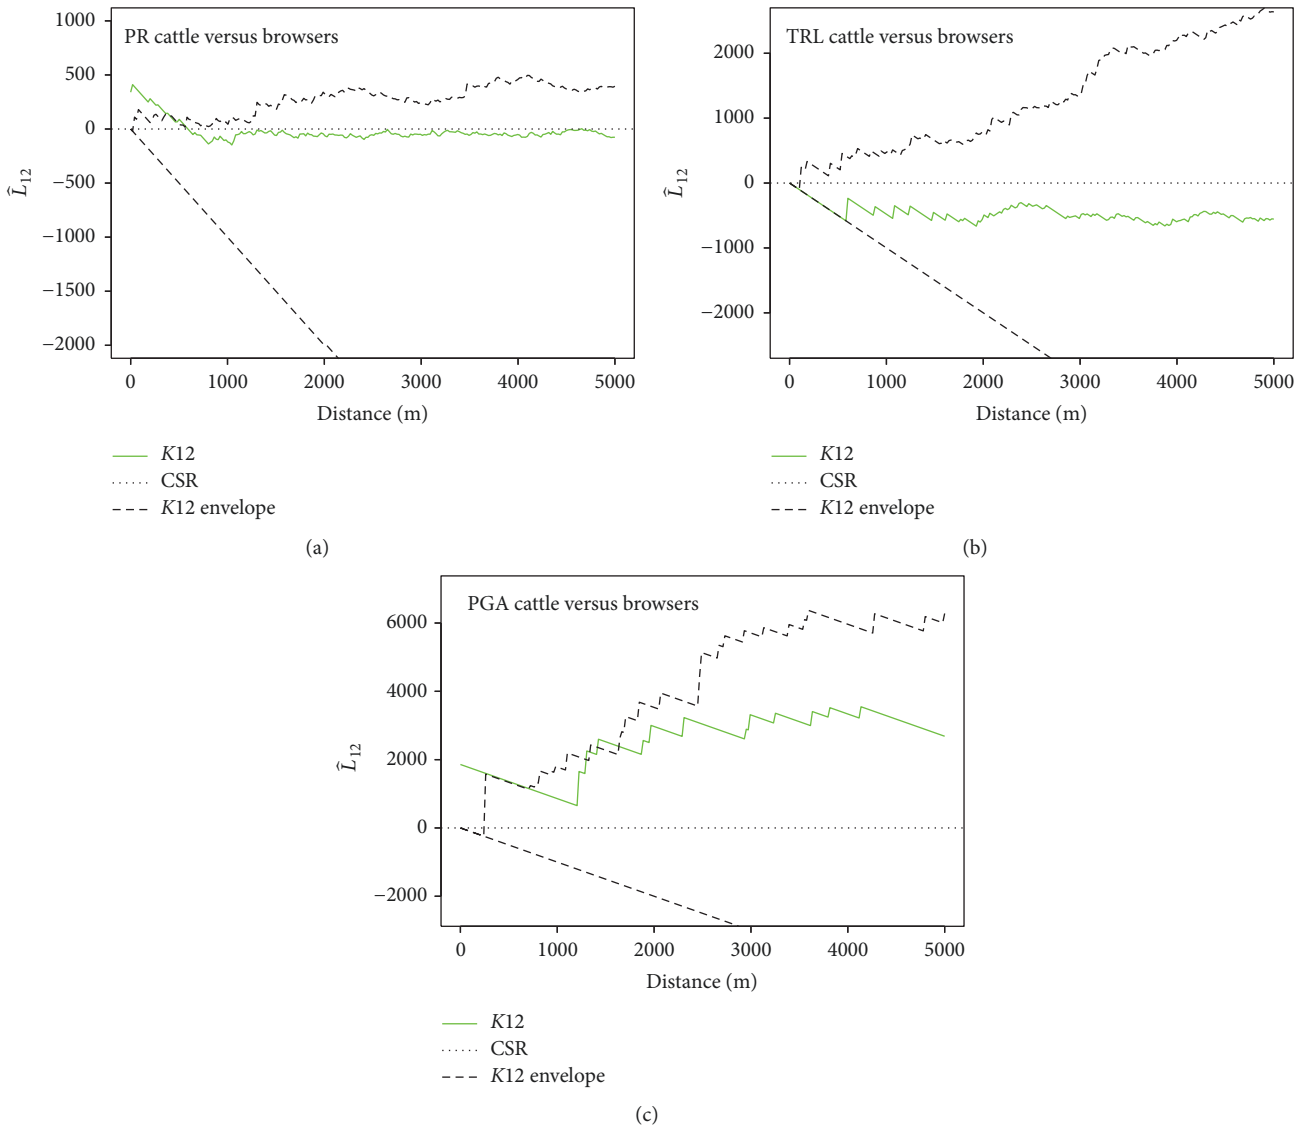 PR cattle versus browsers
1000
500
0
−500
−1000
−1500
−2000
L̂12
0 1000 2000 3000 4000 5000
Distance (m)
K12
CSR
K12 envelope
(a)
TRL cattle versus browsers
2000
1000
0
−1000
−2000
L̂12
0 1000 2000 3000 4000 5000
Distance (m)
K12
CSR
K12 envelope
(b)
PGA cattle versus browsers
6000
4000
2000
0
−2000
L̂12
0 1000 2000 3000 4000 5000
Distance (m)
K12
CSR
K12 envelope
(c)